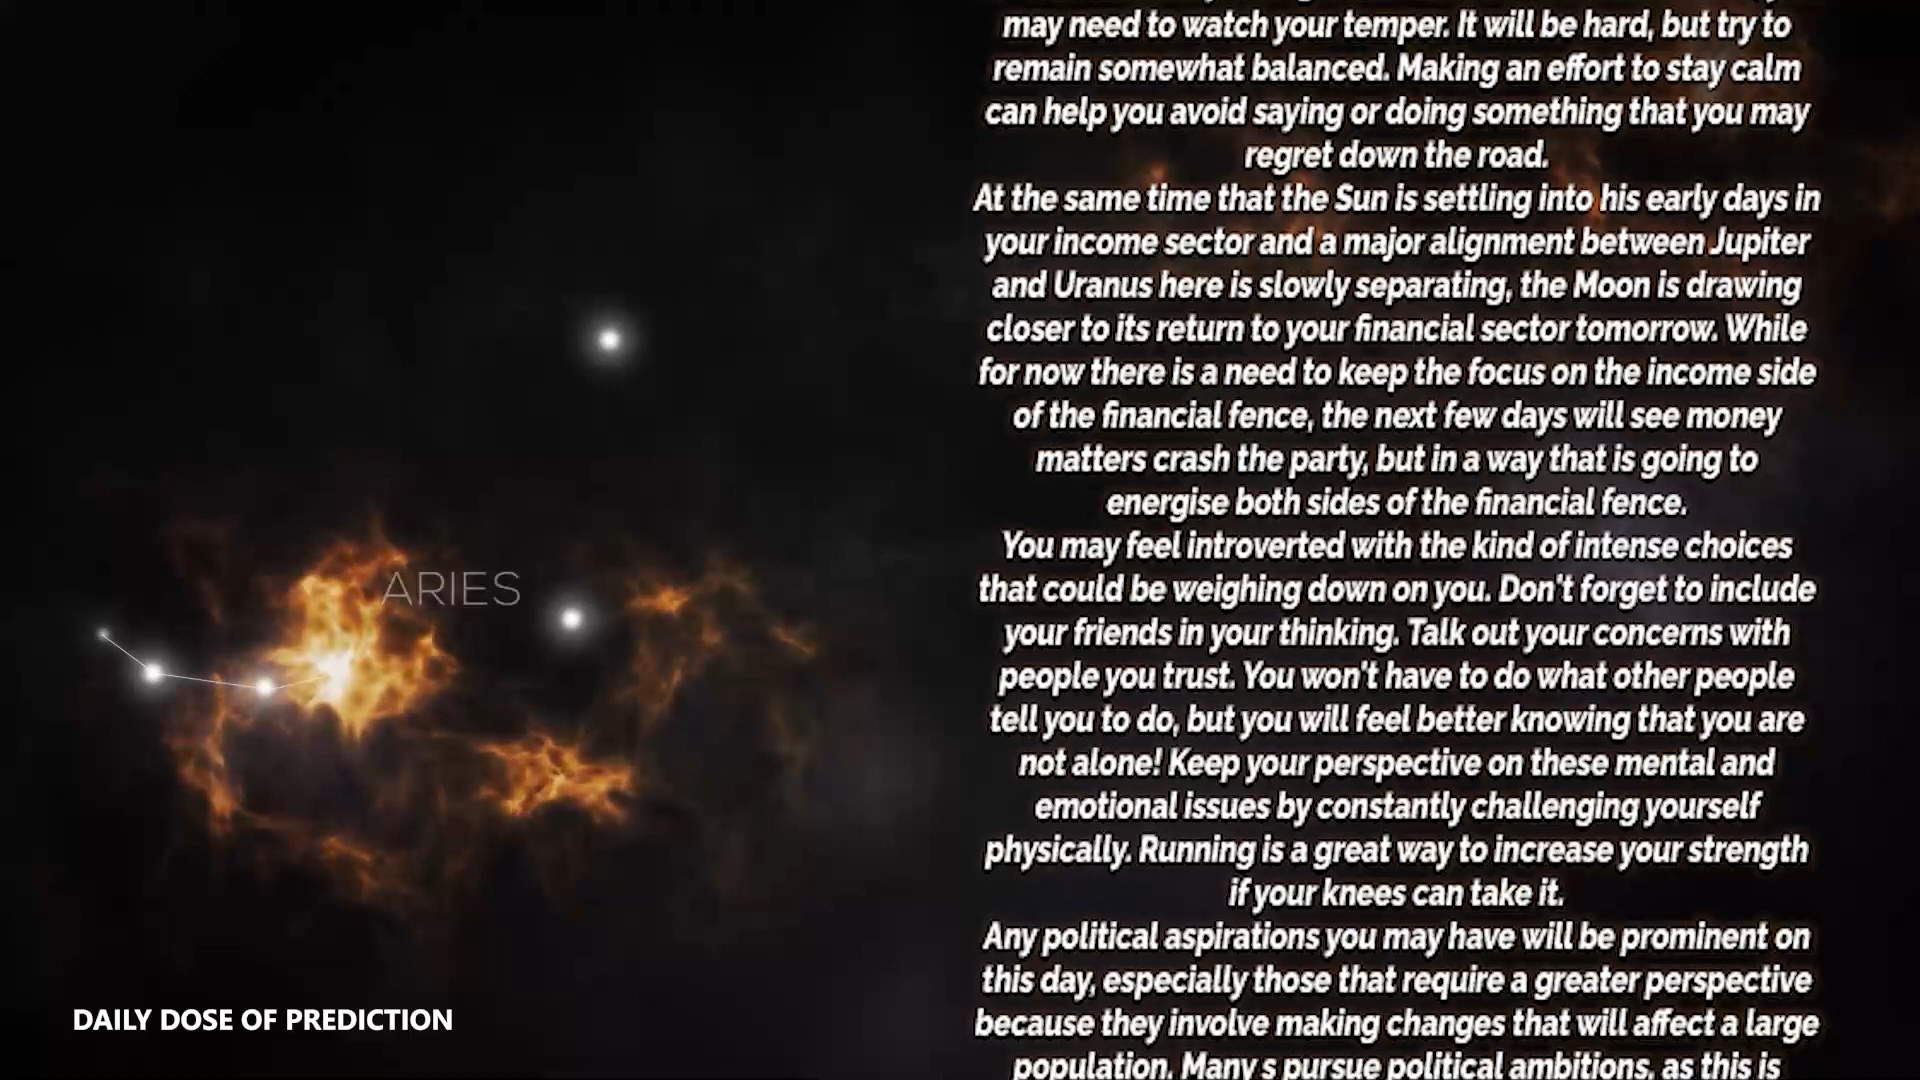 may need to watch your temper. It will be hard, but try to
remain somewhat balanced. Making an effort to stay calm
can help you avoid saying or doing something that you may
regret down the road.
At the same time that the Sun is settling into his early days in
your income sector and a major alignment between Jupiter
and Uranus here is slowly separating, the Moon is drawing
closer to its return to your financial sector tomorrow. While
for now there is a need to keep the focus on the income side
of the financial fence, the next few days will see money
matters crash the party, but in a way that is going to
energise both sides of the financial fence.
You may feel introverted with the kind of intense choices
that could be weighing down on you. Don't forget to include
your friends in your thinking. Talk out your concerns with
people you trust. You won't have to do what other people
tell you to do, but you will feel better knowing that you are
not alone! Keep your perspective on these mental and
emotional issues by constantly challenging yourself
physically. Running is a great way to increase your strength
if your knees can take it.
Any political aspirations you may have will be prominent on
this day, especially those that require a greater perspective
because they involve making changes that will affect a large
population. Many s pursue political ambitions, as this is
ARIES
DAILY DOSE OF PREDICTION